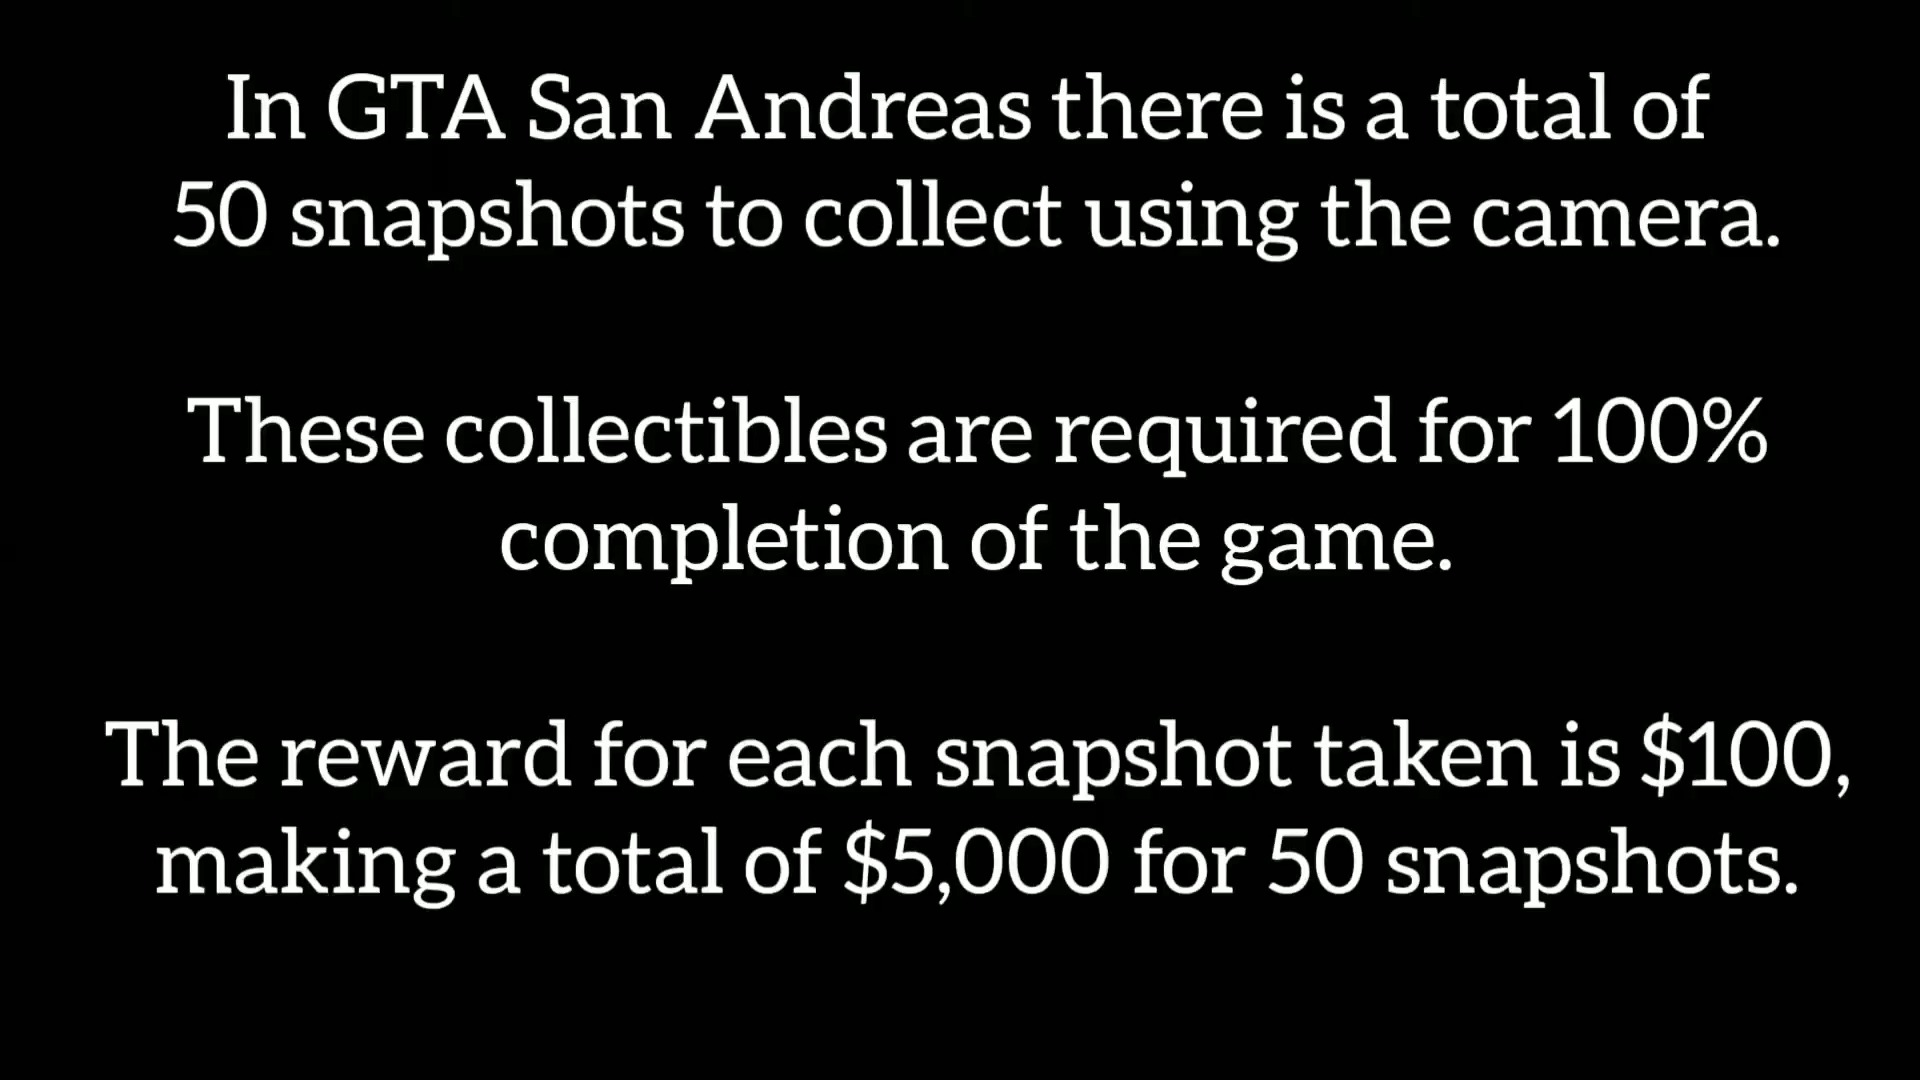 In GTA San Andreas there is a total of
50 snapshots to collect using the camera.
These collectibles are required for 100%
completion of the game.
The reward for each snapshot taken is $100,
making a total of $5,000 for 50 snapshots.